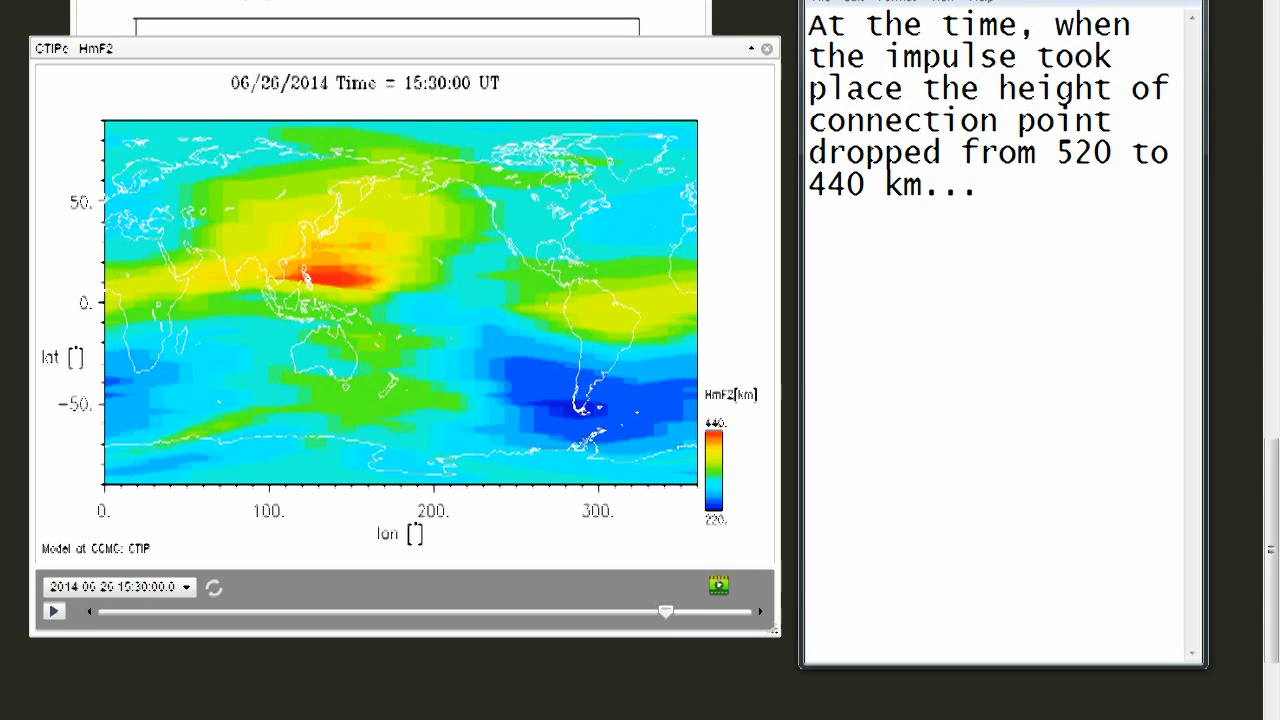 CTIPe HmF2
06/26/2014 Time = 15:30:00 UT
50.
0.
lat [°]
-50.
0. 100. 200. 300.
lon [°]
HmF2[km]
440.
220.
Model at CCMC: CTIP
2014-06-26 15:30:00.0
At the time, when
the impulse took
place the height of
connection point
dropped from 520 to
440 km...